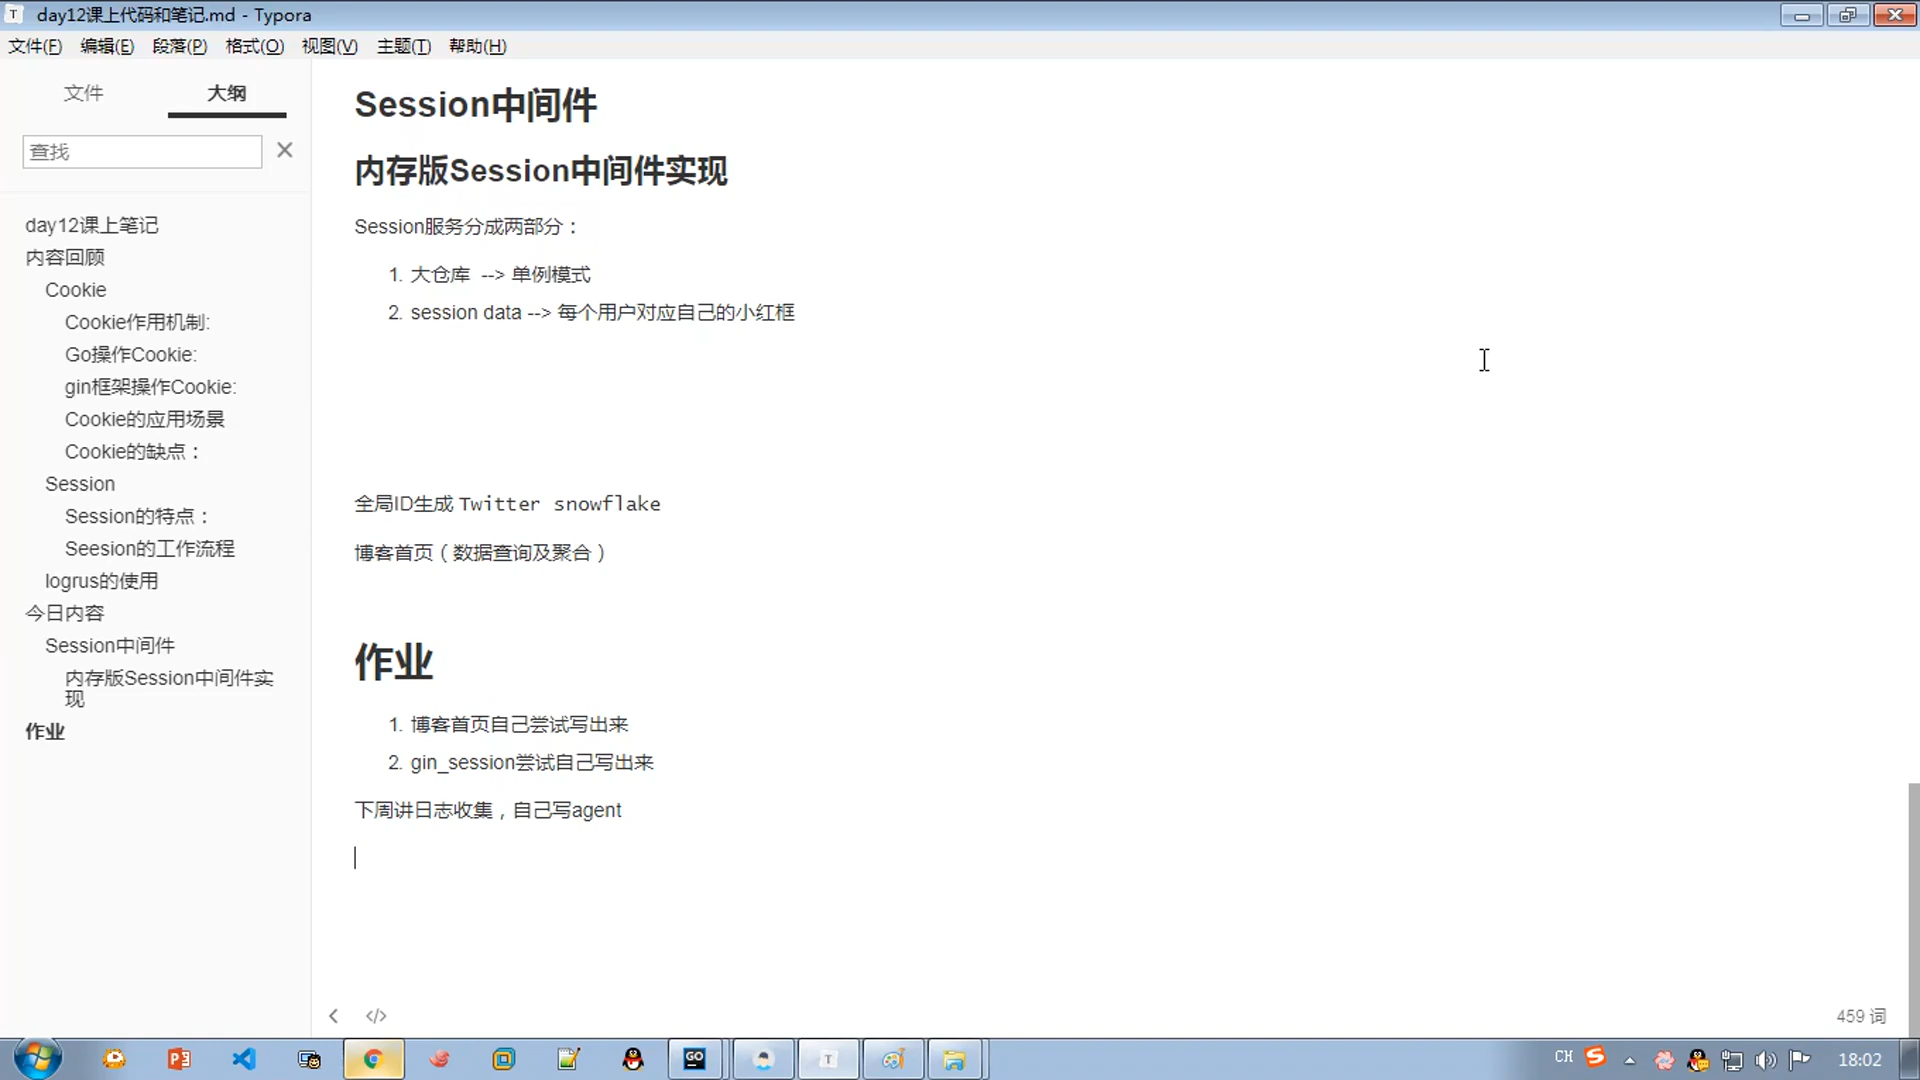 day12课上代码和笔记.md - Typora
文件(F) 编辑(E) 段落(P) 格式(O) 视图(V) 主题(T) 帮助(H)
文件 大纲
查找
day12课上笔记
内容回顾
Cookie
Cookie作用机制:
Go操作Cookie:
gin框架操作Cookie:
Cookie的应用场景
Cookie的缺点：
Session
Session的特点：
Seesion的工作流程
logrus的使用
今日内容
Session中间件
内存版Session中间件实
现
作业
Session中间件
内存版Session中间件实现
Session服务分成两部分：
1. 大仓库 --> 单例模式
2. session data --> 每个用户对应自己的小红框
全局ID生成 Twitter snowflake
博客首页（数据查询及聚合）
作业
1. 博客首页自己尝试写出来
2. gin_session尝试自己写出来
下周讲日志收集，自己写agent
459 词
CH
18:02